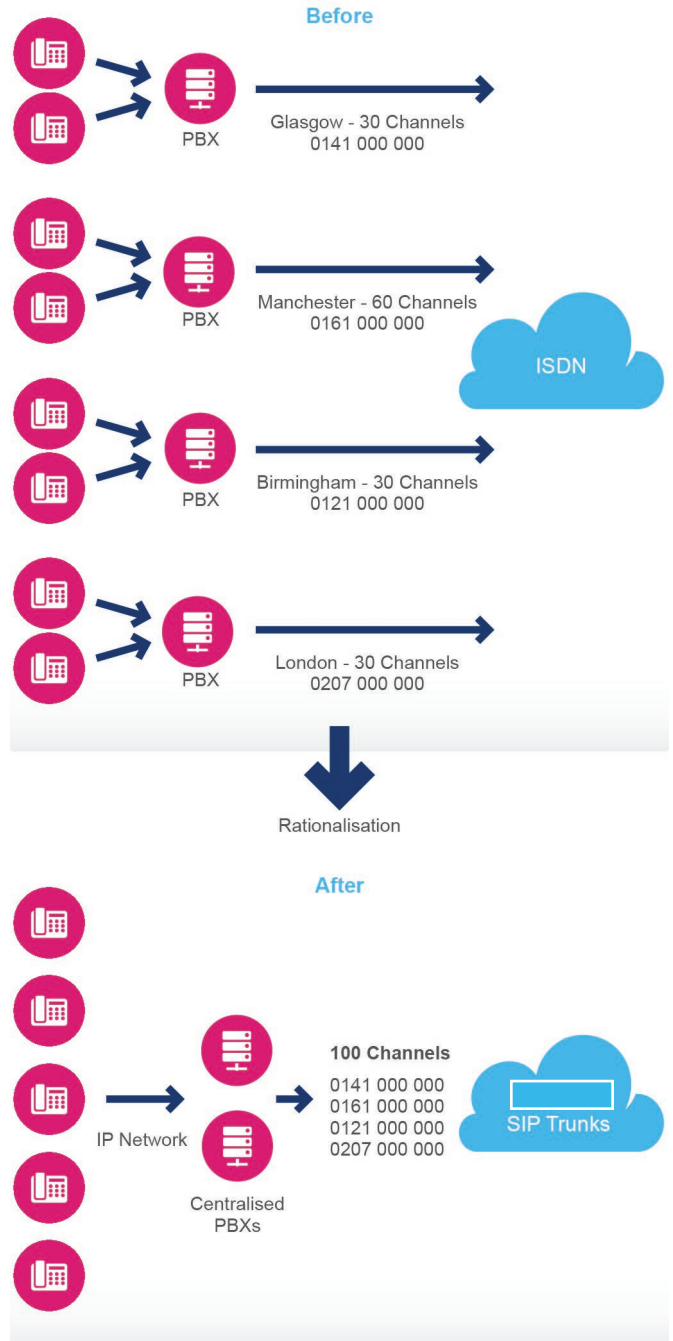 Before
PBX
Glasgow - 30 Channels
0141 000 000
PBX
Manchester - 60 Channels
0161 000 000
ISDN
PBX
Birmingham - 30 Channels
0121 000 000
PBX
London - 30 Channels
0207 000 000
Rationalisation
After
IP Network
Centralised
PBXs
100 Channels
0141 000 000
0161 000 000
0121 000 000
0207 000 000
SIP Trunks